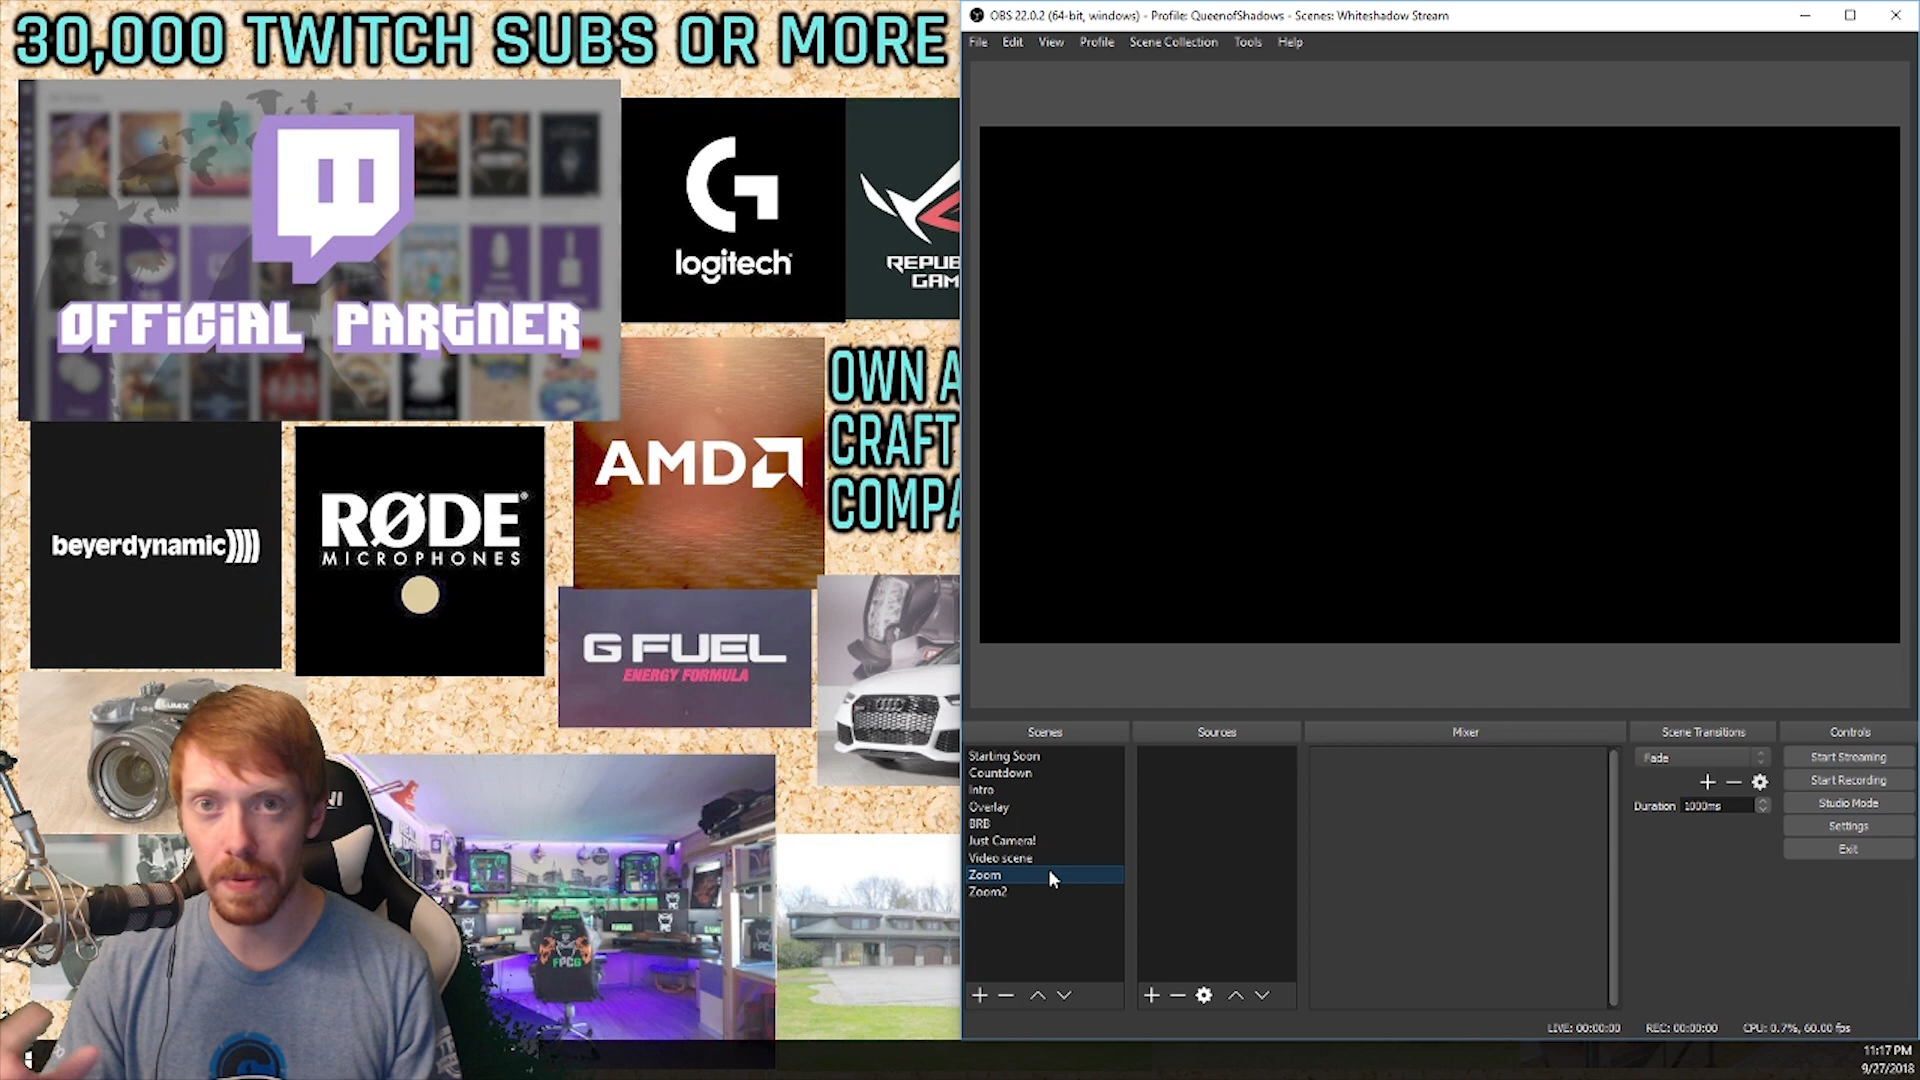 30,000 TWITCH SUBS OR MORE
OFFICIAL PARTNER
logitech
REPUB
GAM
OWN A
CRAFT
COMPA
AMD
beyerdynamic
RØDE®
MICROPHONES
G FUEL
ENERGY FORMULA
LUMIX
FPCG
OBS 22.0.2 (64-bit, windows) - Profile: QueenofShadows - Scenes: Whiteshadow Stream
File Edit View Profile Scene Collection Tools Help
Scenes Sources Mixer Scene Transitions Controls
Starting Soon
Countdown
Intro
Overlay
BRB
Just Camera!
Video scene
Zoom
Zoom2
Fade
Duration 1000ms
Start Streaming
Start Recording
Studio Mode
Settings
Exit
LIVE: 00:00:00 REC: 00:00:00 CPU: 0.7%, 60.00 fps
11:17 PM
9/27/2018